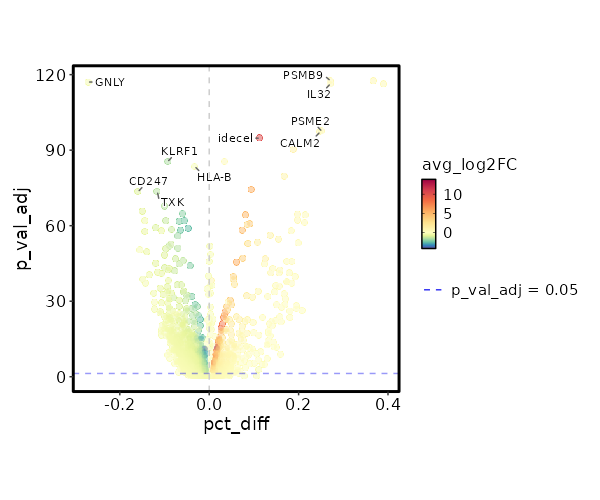 120
90
60
30
0
p_val_adj
-0.2
0.0
0.2
0.4
pct_diff
GNLY
PSMB9
IL32
PSME2
idecel
CALM2
KLRF1
HLA-B
CD247
TXK
avg_log2FC
10
5
0
p_val_adj = 0.05